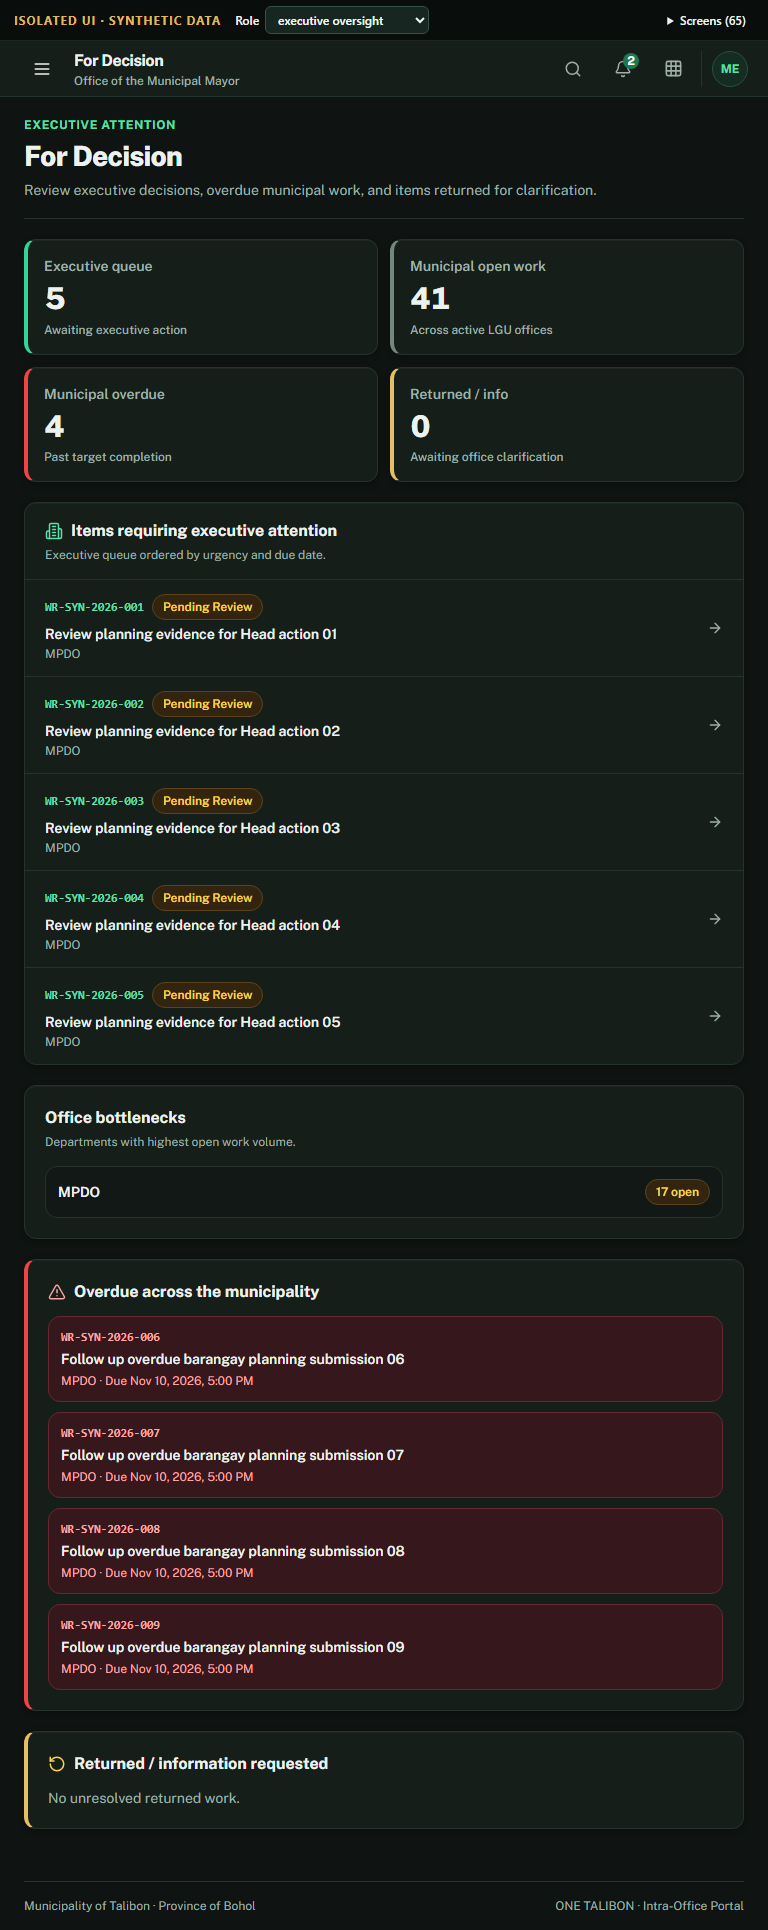 ISOLATED UI · SYNTHETIC DATA Role executive oversight ▶ Screens (65)
For Decision
Office of the Municipal Mayor
2
ME
EXECUTIVE ATTENTION
For Decision
Review executive decisions, overdue municipal work, and items returned for clarification.
Executive queue
5
Awaiting executive action
Municipal open work
41
Across active LGU offices
Municipal overdue
4
Past target completion
Returned / info
0
Awaiting office clarification
Items requiring executive attention
Executive queue ordered by urgency and due date.
WR-SYN-2026-001 Pending Review
Review planning evidence for Head action 01
MPDO
WR-SYN-2026-002 Pending Review
Review planning evidence for Head action 02
MPDO
WR-SYN-2026-003 Pending Review
Review planning evidence for Head action 03
MPDO
WR-SYN-2026-004 Pending Review
Review planning evidence for Head action 04
MPDO
WR-SYN-2026-005 Pending Review
Review planning evidence for Head action 05
MPDO
Office bottlenecks
Departments with highest open work volume.
MPDO 17 open
Overdue across the municipality
WR-SYN-2026-006
Follow up overdue barangay planning submission 06
MPDO · Due Nov 10, 2026, 5:00 PM
WR-SYN-2026-007
Follow up overdue barangay planning submission 07
MPDO · Due Nov 10, 2026, 5:00 PM
WR-SYN-2026-008
Follow up overdue barangay planning submission 08
MPDO · Due Nov 10, 2026, 5:00 PM
WR-SYN-2026-009
Follow up overdue barangay planning submission 09
MPDO · Due Nov 10, 2026, 5:00 PM
Returned / information requested
No unresolved returned work.
Municipality of Talibon · Province of Bohol ONE TALIBON · Intra-Office Portal